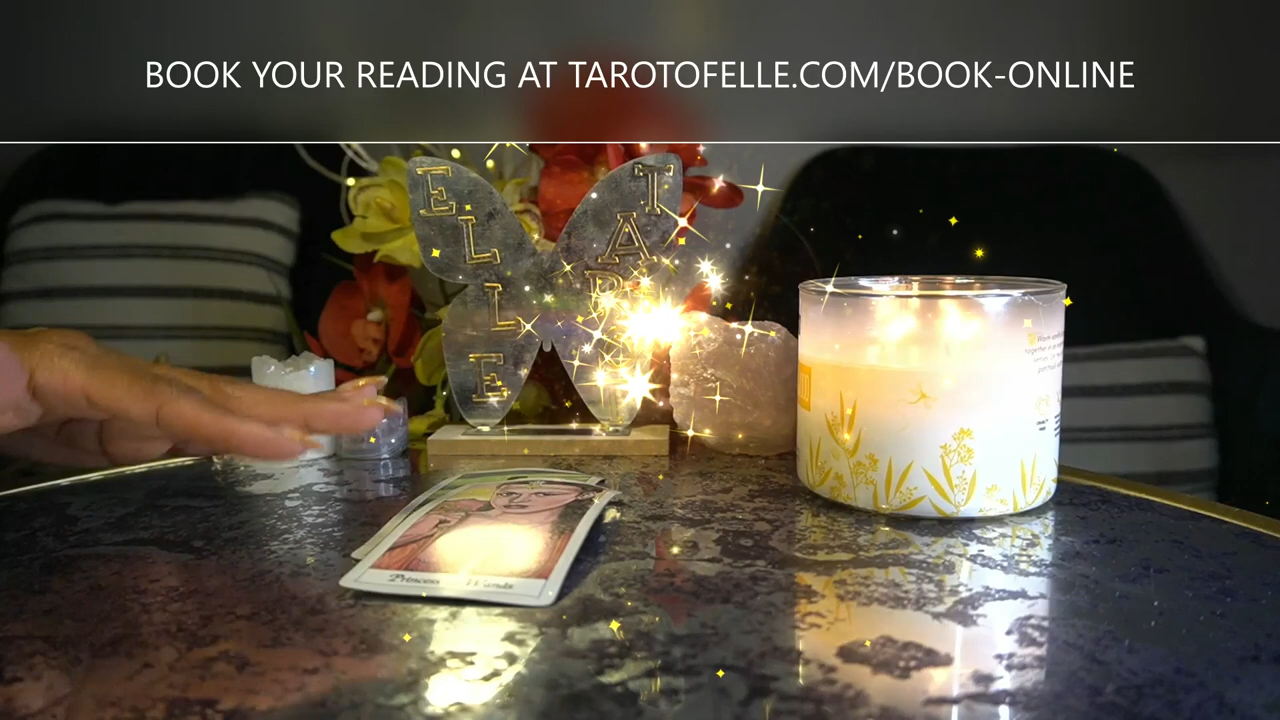 BOOK YOUR READING AT TAROTOFELLE.COM/BOOK-ONLINE
ELLE
TAR
Princess Wands